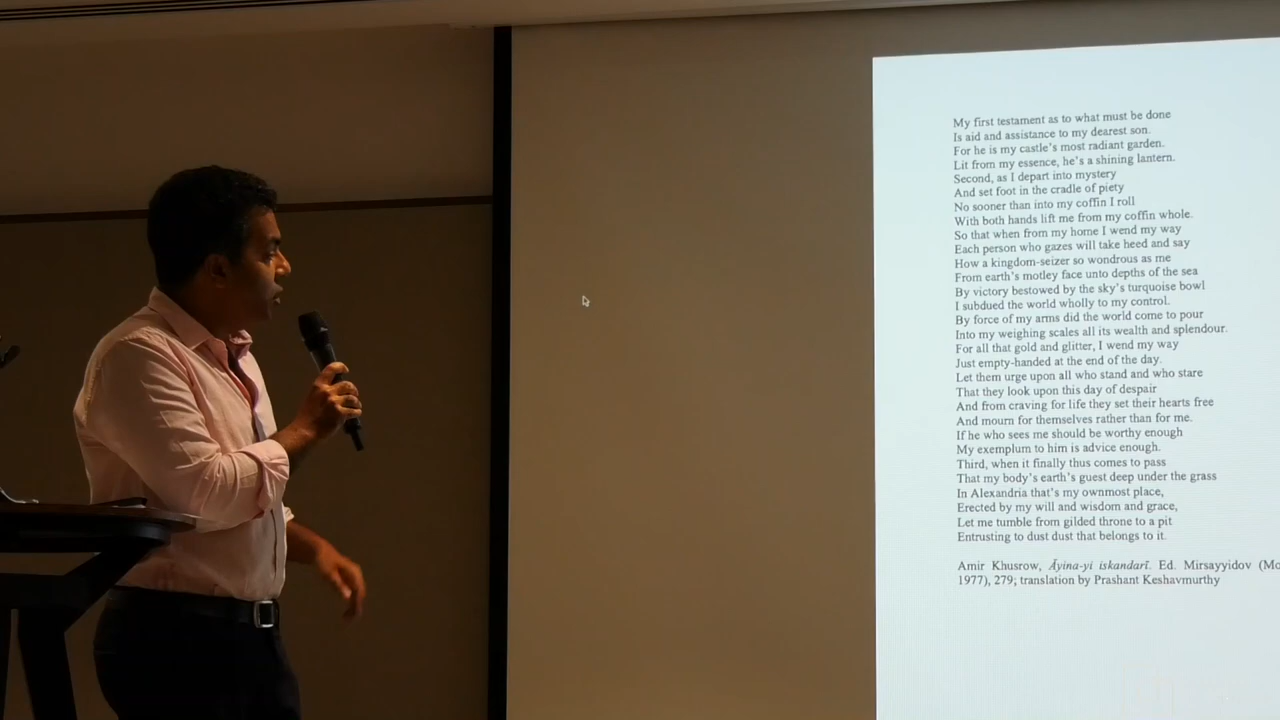 My first testament as to what must be done
Is aid and assistance to my dearest son.
For he is my castle's most radiant garden.
Lit from my essence, he's a shining lantern.
Second, as I depart into mystery
And set foot in the cradle of piety
No sooner than into my coffin I roll
With both hands lift me from my coffin whole.
So that when from my home I wend my way
Each person who gazes will take heed and say
How a kingdom-seizer so wondrous as me
From earth's motley face unto depths of the sea
By victory bestowed by the sky's turquoise bowl
I subdued the world wholly to my control.
By force of my arms did the world come to pour
Into my weighing scales all its wealth and splendour.
For all that gold and glitter, I wend my way
Just empty-handed at the end of the day.
Let them urge upon all who stand and who stare
That they look upon this day of despair
And from craving for life they set their hearts free
And mourn for themselves rather than for me.
If he who sees me should be worthy enough
My exemplum to him is advice enough.
Third, when it finally thus comes to pass
That my body's earth's guest deep under the grass
In Alexandria that's my ownmost place,
Erected by my will and wisdom and grace,
Let me tumble from gilded throne to a pit
Entrusting to dust dust that belongs to it.
Amir Khusrow, Āyina-yi iskandarī. Ed. Mirsayyidov (Mo
1977), 279; translation by Prashant Keshavmurthy